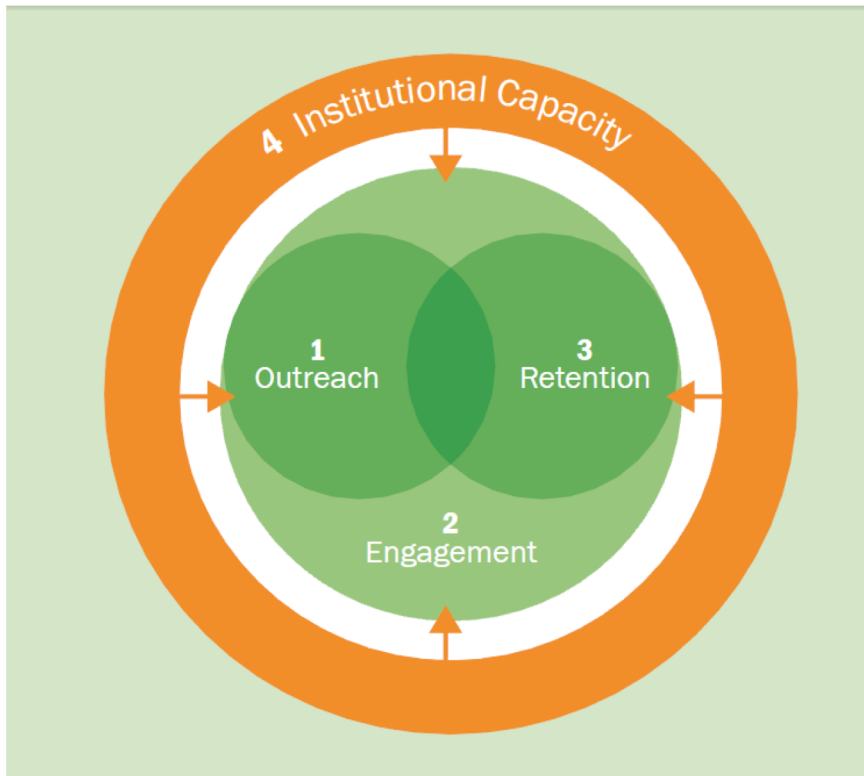 4 Institutional Capacity
1
Outreach
3
Retention
2
Engagement